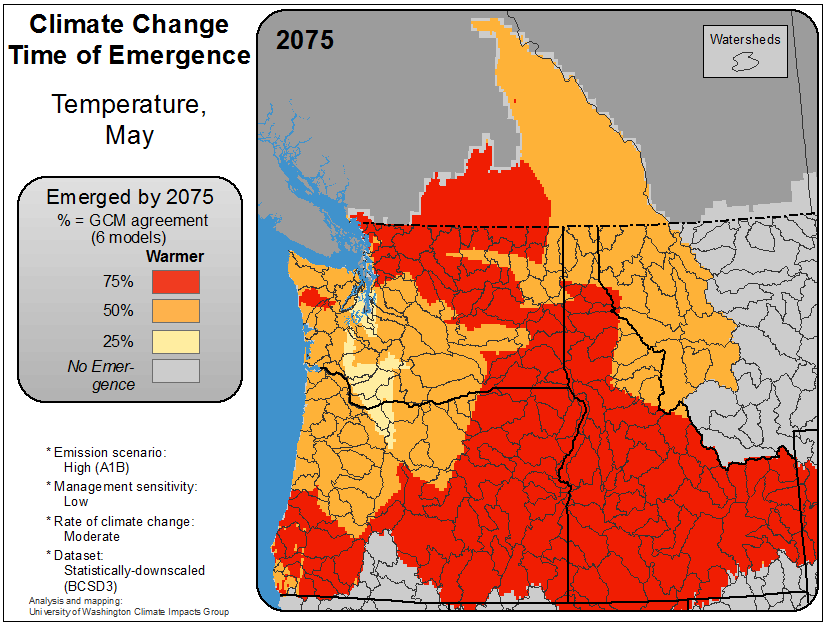 Climate Change
Time of Emergence
Temperature,
May
Emerged by 2075
% = GCM agreement
(6 models)
Warmer
75%
50%
25%
No Emer-
gence
* Emission scenario:
High (A1B)
* Management sensitivity:
Low
* Rate of climate change:
Moderate
* Dataset:
Statistically-downscaled
(BCSD3)
Analysis and mapping:
University of Washington Climate Impacts Group
2075
Watersheds